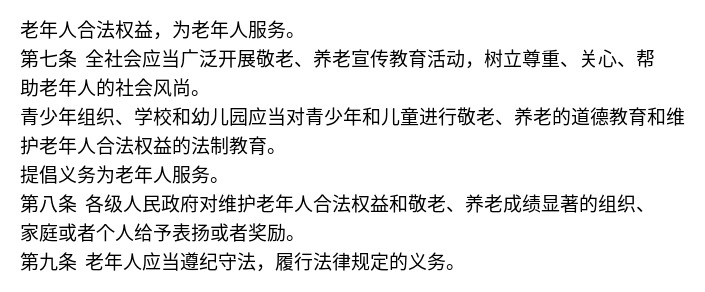 老年人合法权益，为老年人服务。
第七条 全社会应当广泛开展敬老、养老宣传教育活动，树立尊重、关心、帮
助老年人的社会风尚。
青少年组织、学校和幼儿园应当对青少年和儿童进行敬老、养老的道德教育和维
护老年人合法权益的法制教育。
提倡义务为老年人服务。
第八条 各级人民政府对维护老年人合法权益和敬老、养老成绩显著的组织、
家庭或者个人给予表扬或者奖励。
第九条 老年人应当遵纪守法，履行法律规定的义务。